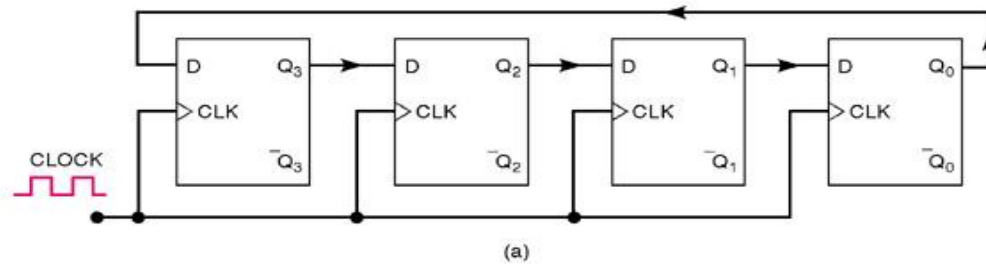 D Q₃ D Q₂ D Q₁ D Q₀
CLK CLK CLK CLK
CLOCK
‾Q₃ ‾Q₂ ‾Q₁ ‾Q₀
(a)